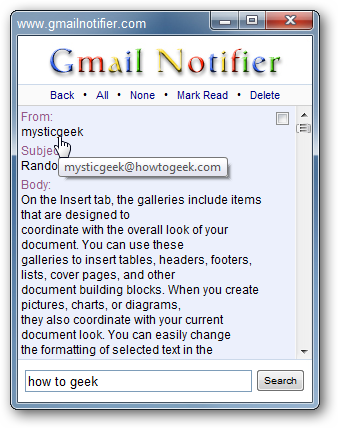 www.gmailnotifier.com
Gmail Notifier
Back • All • None • Mark Read • Delete
From:
mysticgeek
Subje
Rando
mysticgeek@howtogeek.com
Body:
On the Insert tab, the galleries include items
that are designed to
coordinate with the overall look of your
document. You can use these
galleries to insert tables, headers, footers,
lists, cover pages, and other
document building blocks. When you create
pictures, charts, or diagrams,
they also coordinate with your current
document look. You can easily change
the formatting of selected text in the
how to geek
Search